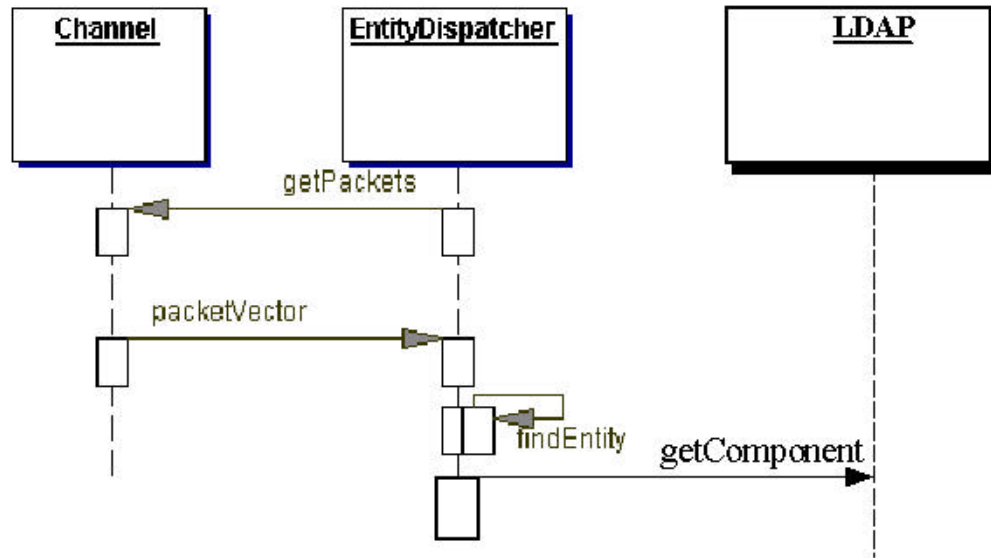 Channel
EntityDispatcher
LDAP
getPackets
packetVector
findEntity
getComponent